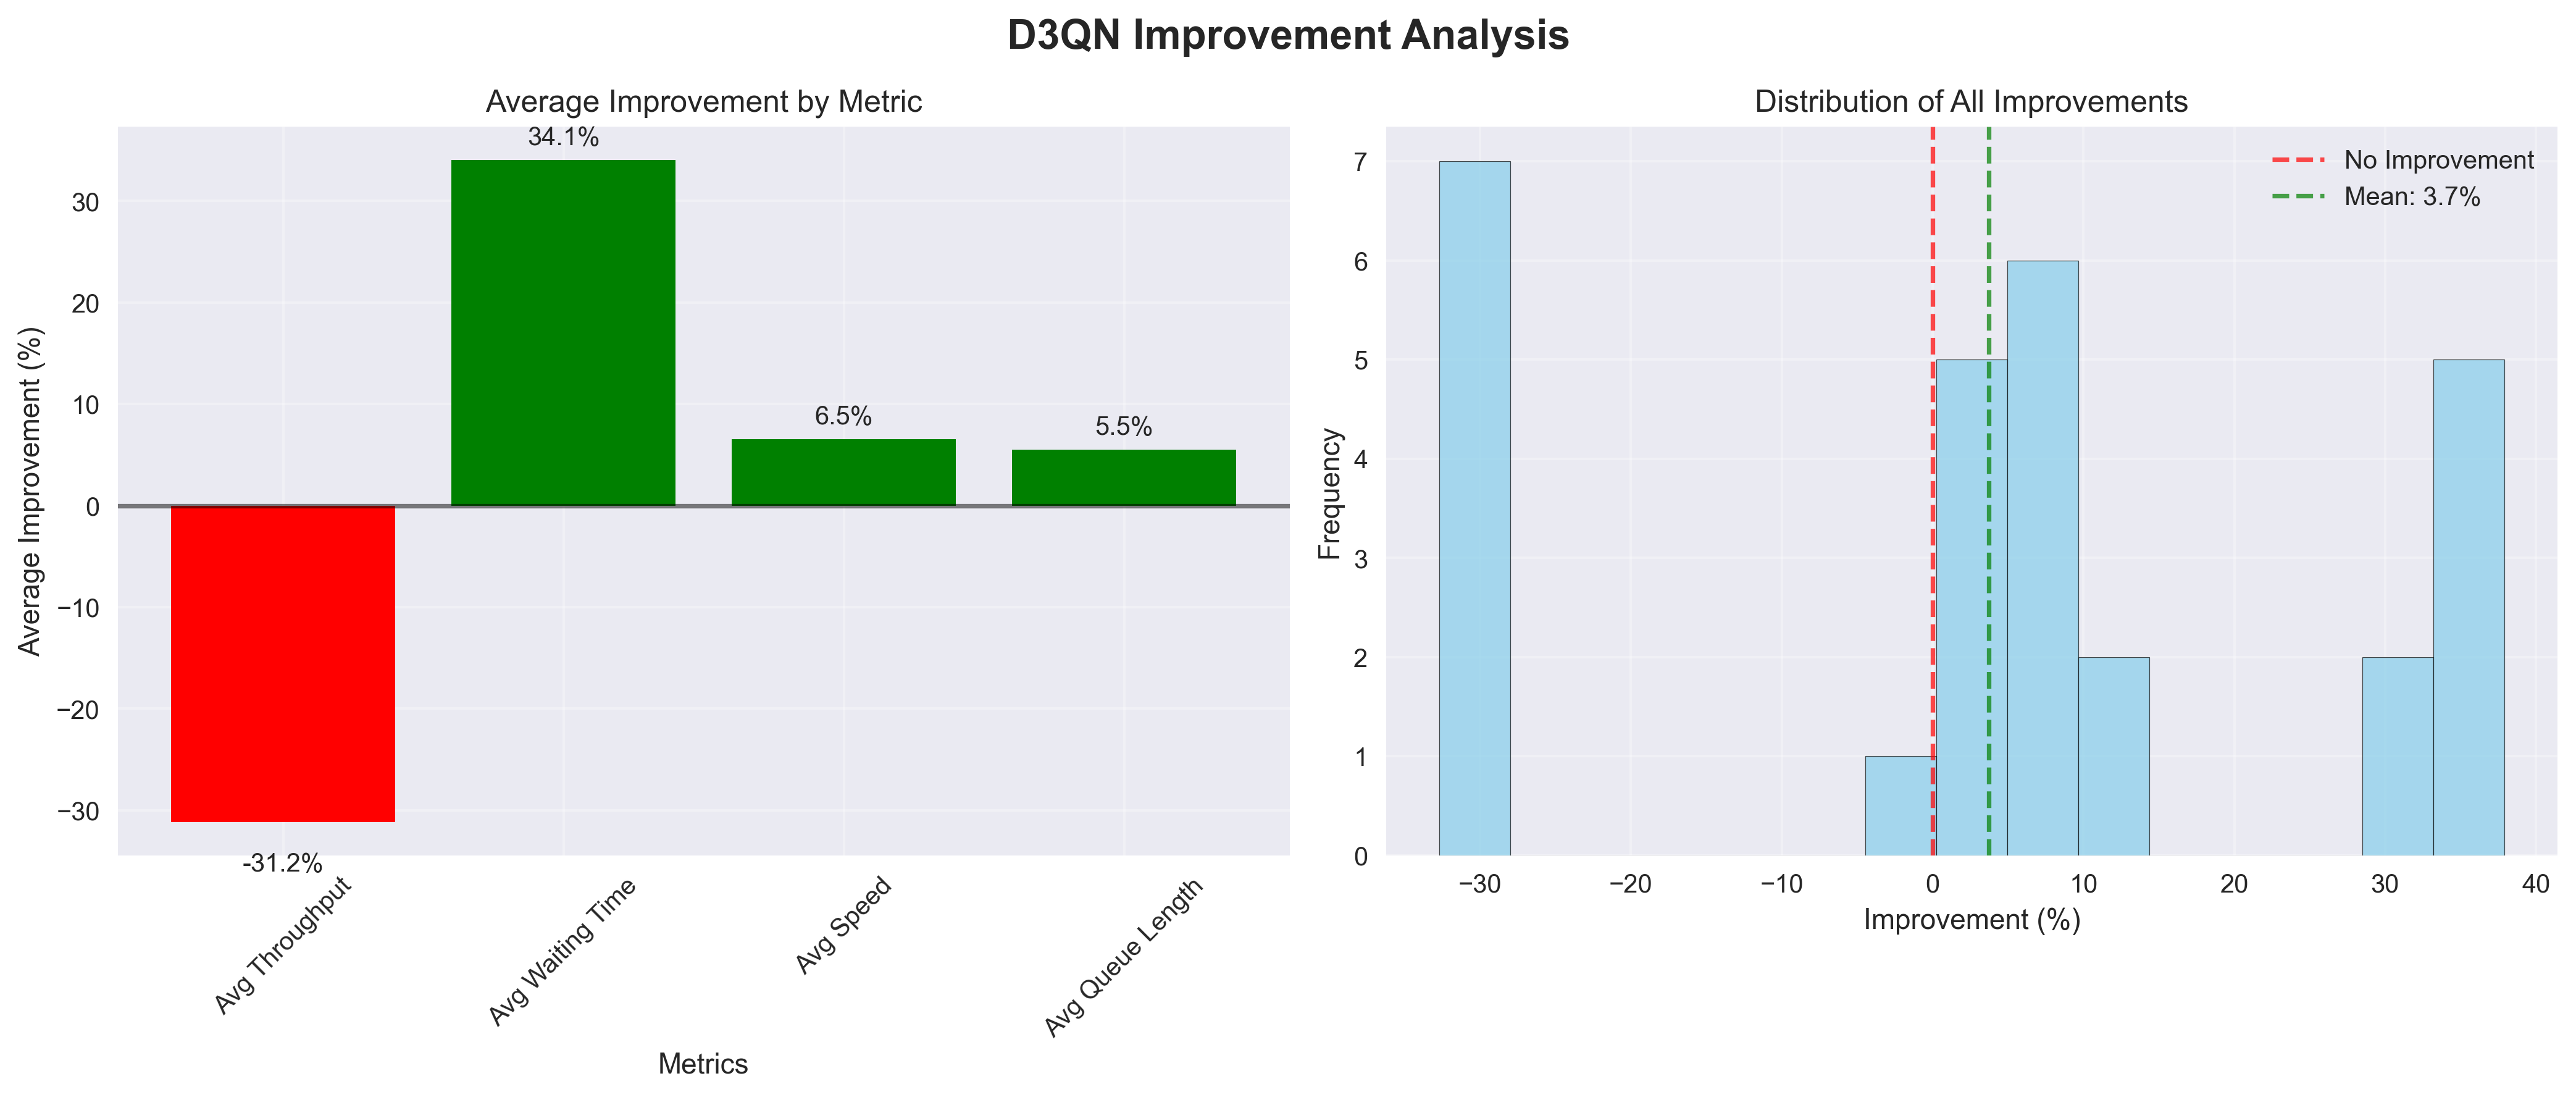 D3QN Improvement Analysis
Average Improvement by Metric
34.1%
6.5%
5.5%
-31.2%
30
20
10
0
−10
−20
−30
Average Improvement (%)
Avg Throughput
Avg Waiting Time
Avg Speed
Avg Queue Length
Metrics
Distribution of All Improvements
No Improvement
Mean: 3.7%
7
6
5
4
3
2
1
0
Frequency
−30
−20
−10
0
10
20
30
40
Improvement (%)